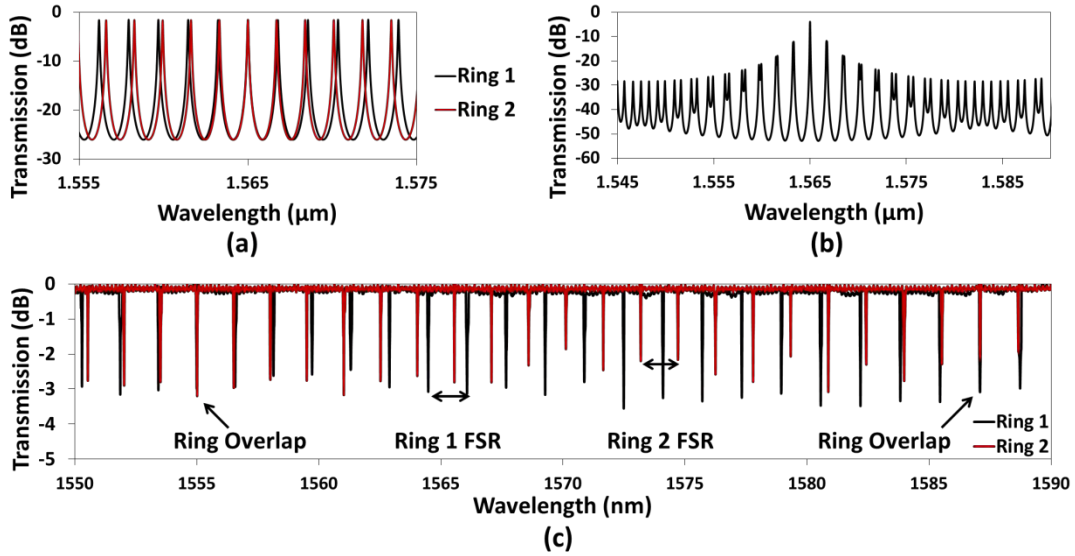 Transmission (dB)
0
-10
-20
-30
1.555
1.565
1.575
Wavelength (µm)
(a)
Ring 1
Ring 2
Transmission (dB)
0
-10
-20
-30
-40
-50
-60
1.545
1.555
1.565
1.575
1.585
Wavelength (µm)
(b)
Transmission (dB)
0
-1
-2
-3
-4
-5
Ring Overlap
Ring 1 FSR
Ring 2 FSR
Ring Overlap
Ring 1
Ring 2
1550
1555
1560
1565
1570
1575
1580
1585
1590
Wavelength (nm)
(c)